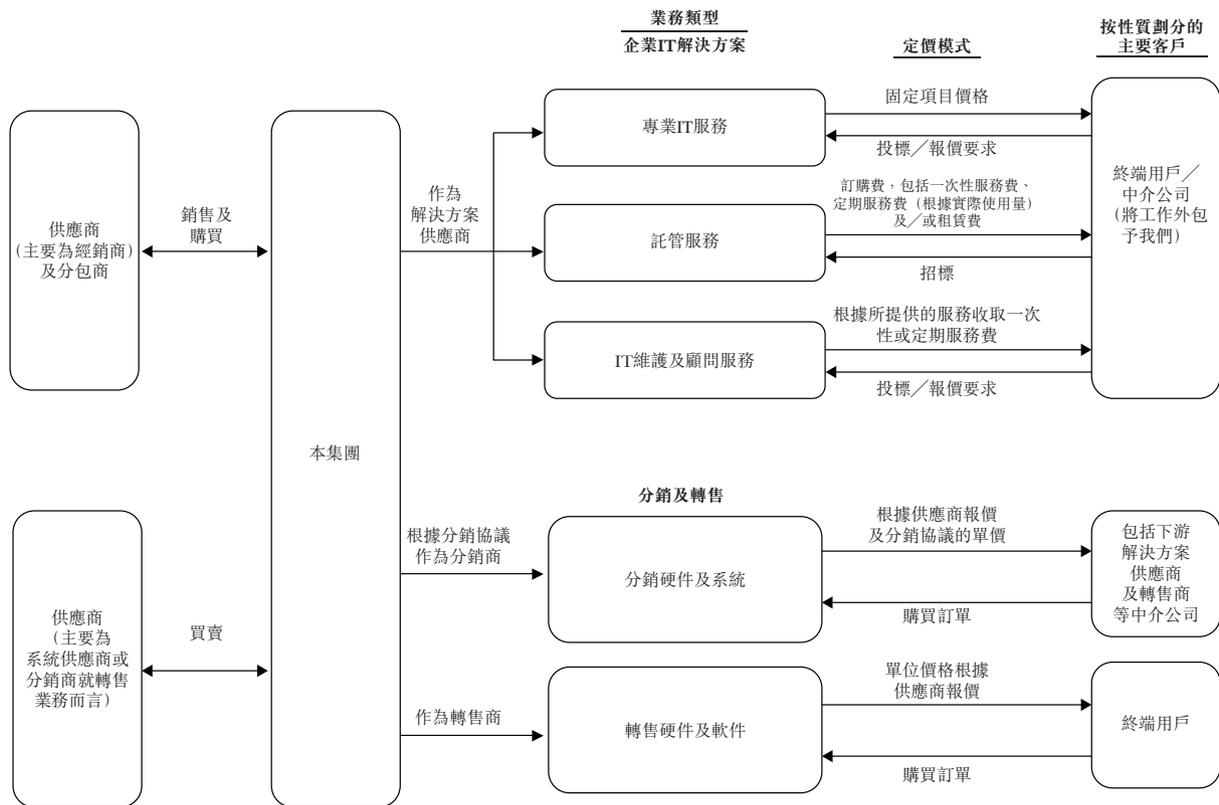 業務類型
企業IT解決方案
定價模式
按性質劃分的
主要客戶
供應商
(主要為經銷商)
及分包商
銷售及
購買
本集團
作為
解決方案
供應商
專業IT服務
固定項目價格
投標／報價要求
託管服務
訂購費，包括一次性服務費、
定期服務費（根據實際使用量）
及／或租賃費
招標
IT維護及顧問服務
根據所提供的服務收取一次
性或定期服務費
投標／報價要求
終端用戶／
中介公司
(將工作外包
予我們)
分銷及轉售
供應商
（主要為
系統供應商或
分銷商就轉售
業務而言）
買賣
根據分銷協議
作為分銷商
分銷硬件及系統
根據供應商報價
及分銷協議的單價
購買訂單
包括下游
解決方案
供應商
及轉售商
等中介公司
作為轉售商
轉售硬件及軟件
單位價格根據
供應商報價
購買訂單
終端用戶